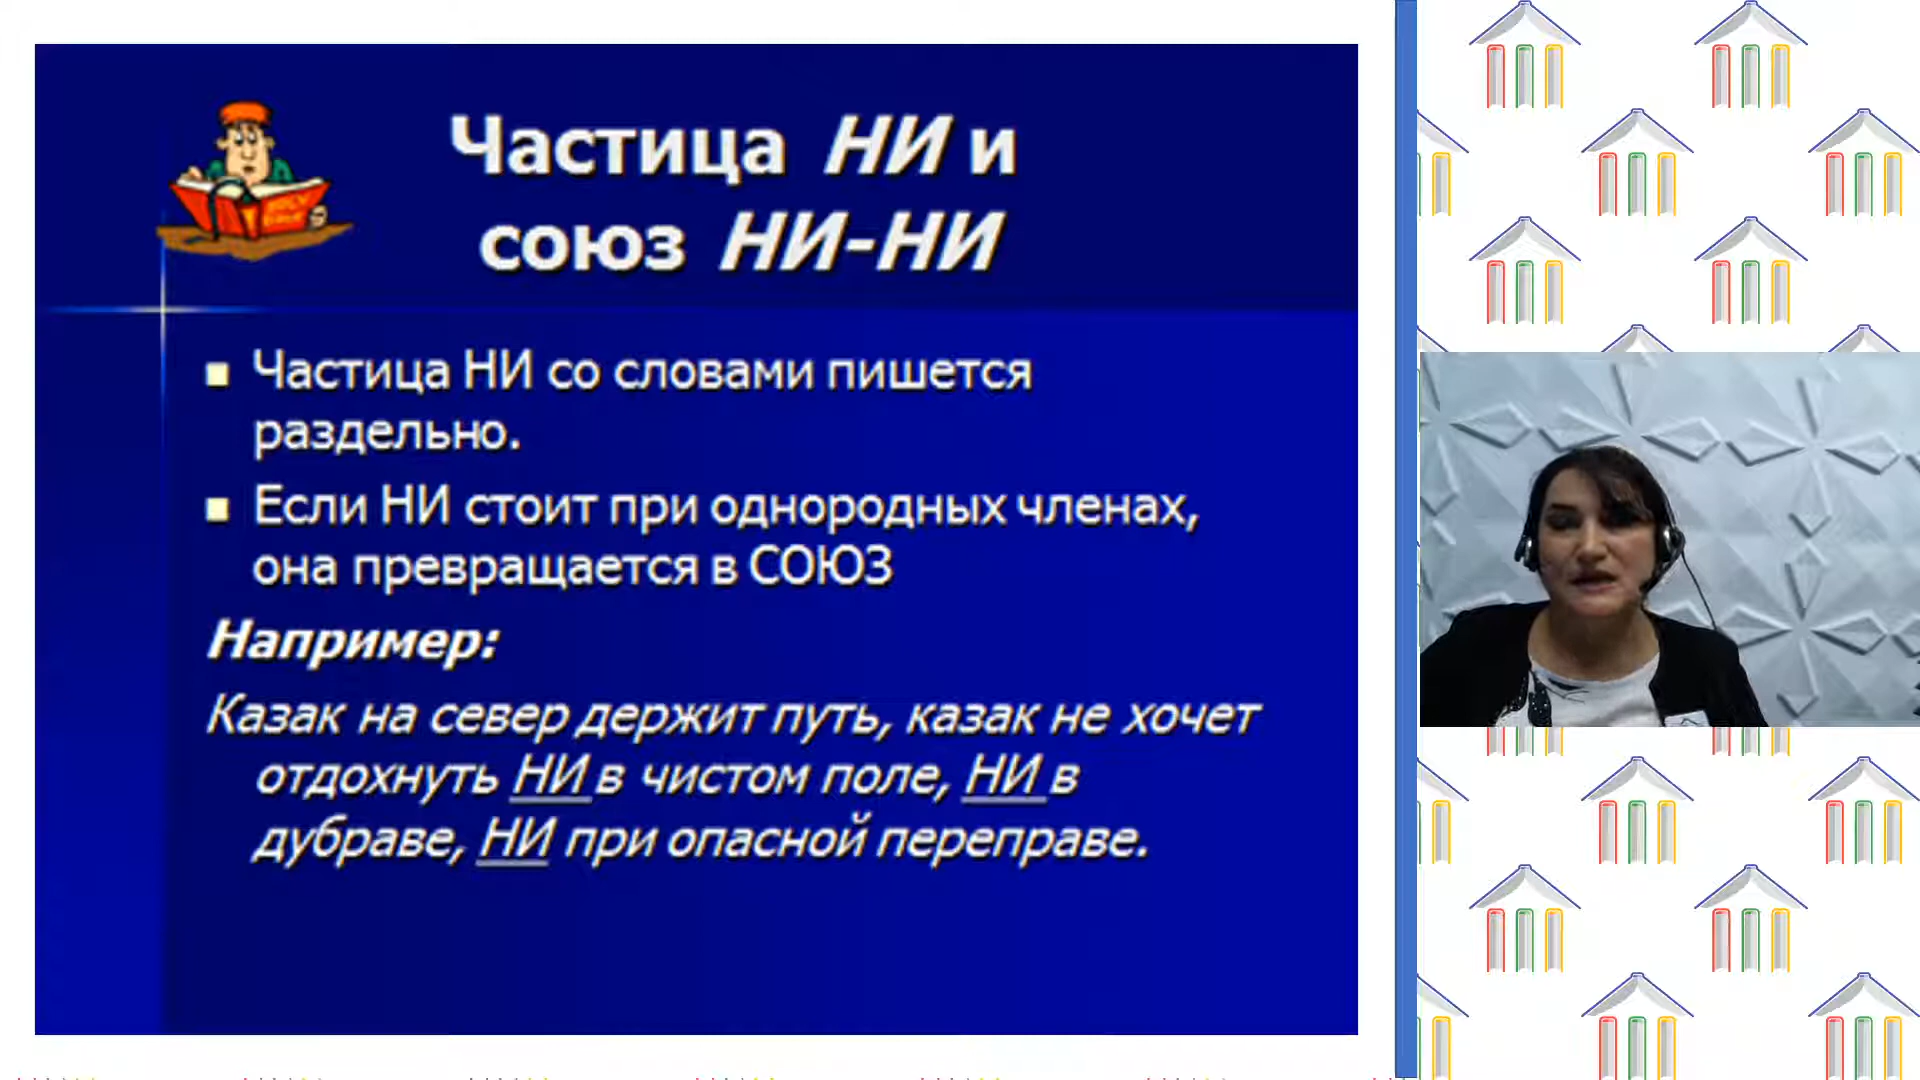 Частица НИ и
союз НИ-НИ
Частица НИ со словами пишется
раздельно.
Если НИ стоит при однородных членах,
она превращается в СОЮЗ
Например:
Казак на север держит путь, казак не хочет
отдохнуть НИ в чистом поле, НИ в
дубраве, НИ при опасной переправе.